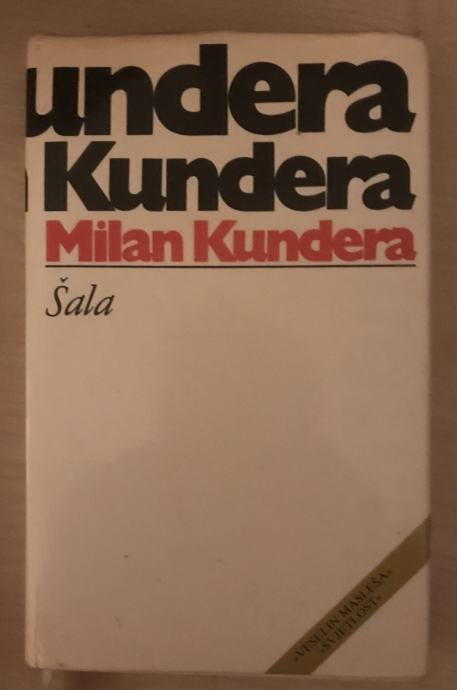 undera
Kundera
Milan Kundera
Šala
»VESELIN MASLEŠA«
»SVJETLOST«